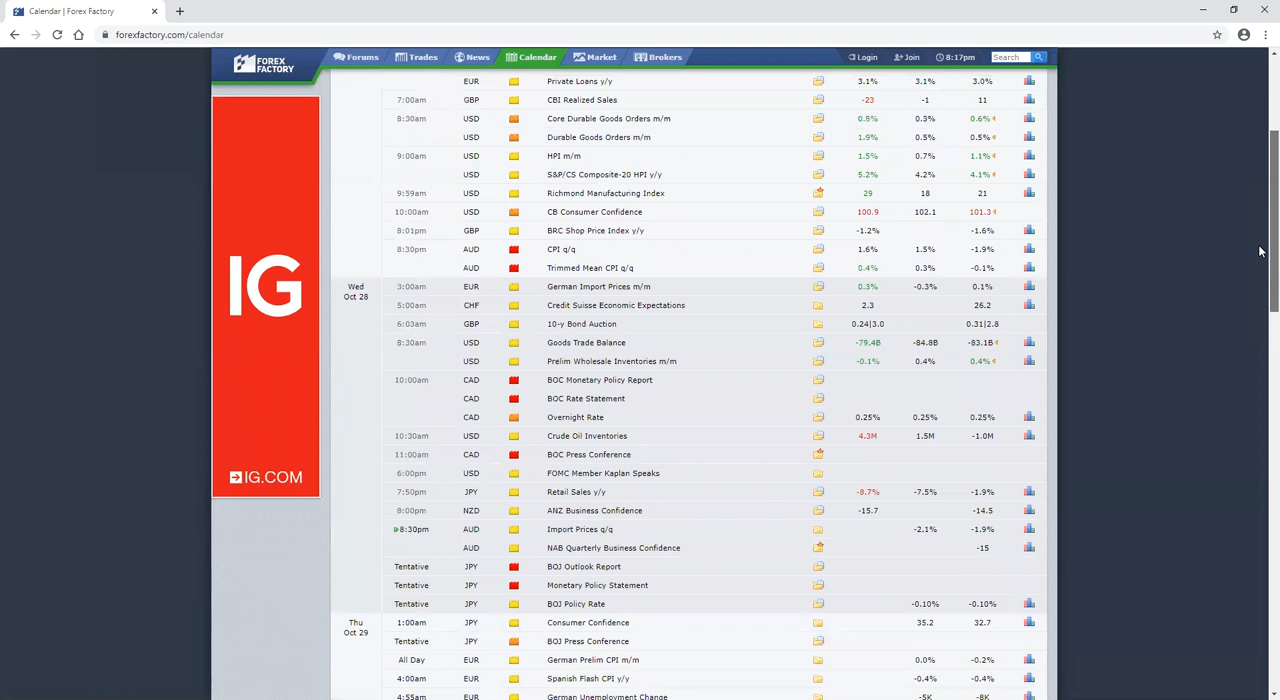 Calendar | Forex Factory
forexfactory.com/calendar
FOREX FACTORY Forums Trades News Calendar Market Brokers Login Join 8:17pm Search
EUR Private Loans y/y 3.1% 3.1% 3.0%
7:00am GBP CBI Realized Sales -23 -1 11
8:30am USD Core Durable Goods Orders m/m 0.8% 0.3% 0.6%
USD Durable Goods Orders m/m 1.9% 0.5% 0.5%
9:00am USD HPI m/m 1.5% 0.7% 1.1%
USD S&P/CS Composite-20 HPI y/y 5.2% 4.2% 4.1%
9:59am USD Richmond Manufacturing Index 29 18 21
10:00am USD CB Consumer Confidence 100.9 102.1 101.3
8:01pm GBP BRC Shop Price Index y/y -1.2% -1.6%
8:30pm AUD CPI q/q 1.6% 1.5% -1.9%
AUD Trimmed Mean CPI q/q 0.4% 0.3% -0.1%
Wed Oct 28 3:00am EUR German Import Prices m/m 0.3% -0.3% 0.1%
5:00am CHF Credit Suisse Economic Expectations 2.3 26.2
6:03am GBP 10-y Bond Auction 0.24|3.0 0.31|2.8
8:30am USD Goods Trade Balance -79.4B -84.8B -83.1B
USD Prelim Wholesale Inventories m/m -0.1% 0.4% 0.4%
10:00am CAD BOC Monetary Policy Report
CAD BOC Rate Statement
CAD Overnight Rate 0.25% 0.25% 0.25%
10:30am USD Crude Oil Inventories 4.3M 1.5M -1.0M
11:00am CAD BOC Press Conference
6:00pm USD FOMC Member Kaplan Speaks
7:50pm JPY Retail Sales y/y -8.7% -7.5% -1.9%
8:00pm NZD ANZ Business Confidence -15.7 -14.5
8:30pm AUD Import Prices q/q -2.1% -1.9%
AUD NAB Quarterly Business Confidence -15
Tentative JPY BOJ Outlook Report
Tentative JPY Monetary Policy Statement
Tentative JPY BOJ Policy Rate -0.10% -0.10%
Thu Oct 29 1:00am JPY Consumer Confidence 35.2 32.7
Tentative JPY BOJ Press Conference
All Day EUR German Prelim CPI m/m 0.0% -0.2%
4:00am EUR Spanish Flash CPI y/y -0.4% -0.4%
4:55am EUR German Unemployment Change -5K -8K
IG
IG.COM